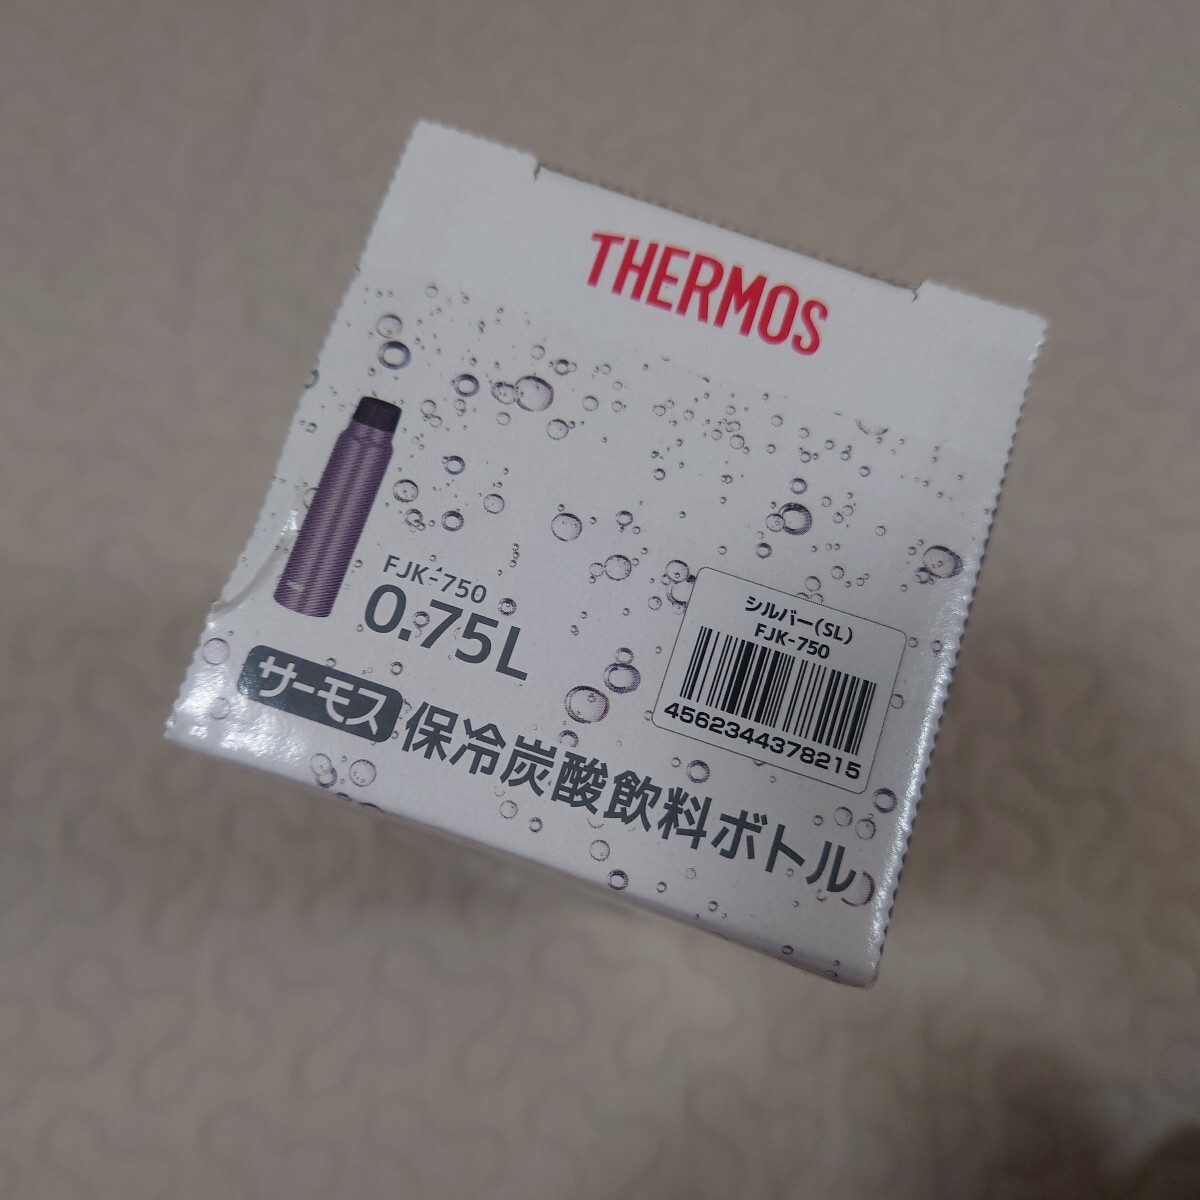 THERMOS
FJK-750
0.75L
シルバー(SL)
FJK-750
4562344378215
サーモス 保冷炭酸飲料ボトル